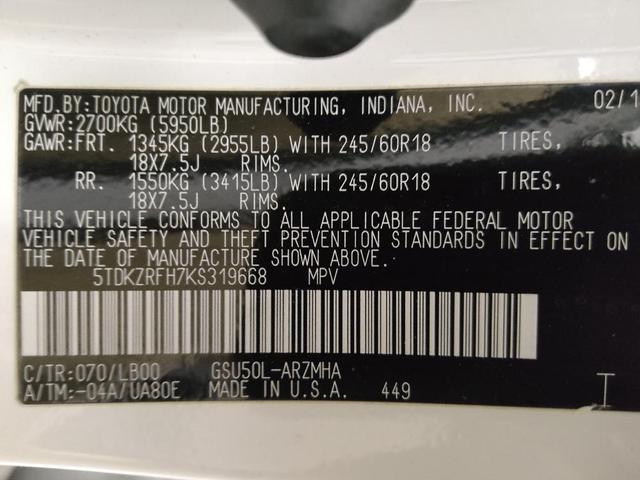 MFD.BY:TOYOTA MOTOR MANUFACTURING, INDIANA, INC. 02/1
GVWR:2700KG (5950LB)
GAWR:FRT. 1345KG (2955LB) WITH 245/60R18 TIRES,
18X7.5J RIMS.
RR. 1550KG (3415LB) WITH 245/60R18 TIRES,
18X7.5J RIMS.
THIS VEHICLE CONFORMS TO ALL APPLICABLE FEDERAL MOTOR
VEHICLE SAFETY AND THEFT PREVENTION STANDARDS IN EFFECT ON
THE DATE OF MANUFACTURE SHOWN ABOVE.
5TDKZRFH7KS319668 MPV
C/TR:070/LB00 GSU50L-ARZMHA
A/TM:-04A/UA80E MADE IN U.S.A. 449